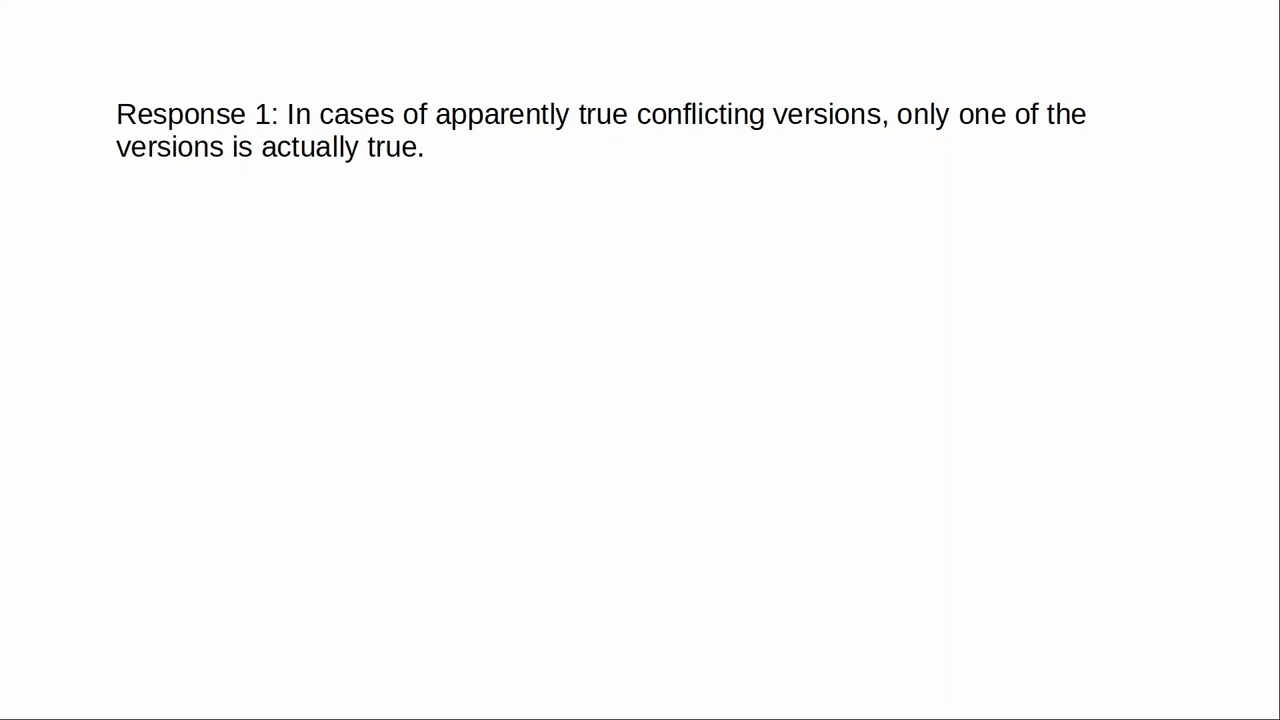 Response 1: In cases of apparently true conflicting versions, only one of the
versions is actually true.